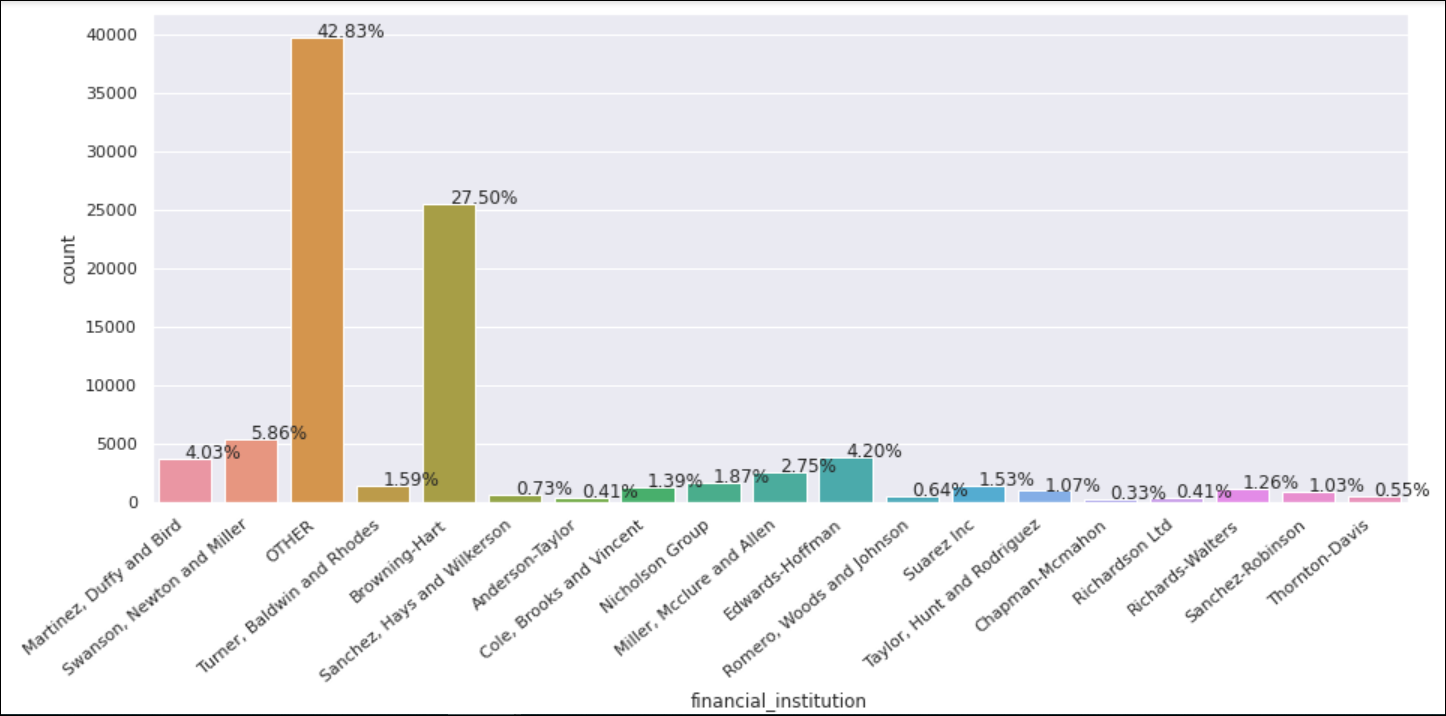 42.83%
40000
35000
30000
27.50%
25000
20000
15000
10000
5000
0
count
4.03%
5.86%
1.59%
0.73%
0.41%
1.39%
1.87%
2.75%
4.20%
0.64%
1.53%
1.07%
0.33%
0.41%
1.26%
1.03%
0.55%
Martinez, Duffy and Bird
Swanson, Newton and Miller
OTHER
Turner, Baldwin and Rhodes
Browning-Hart
Sanchez, Hays and Wilkerson
Anderson-Taylor
Cole, Brooks and Vincent
Nicholson Group
Miller, Mcclure and Allen
Edwards-Hoffman
Romero, Woods and Johnson
Suarez Inc
Taylor, Hunt and Rodriguez
Chapman-Mcmahon
Richardson Ltd
Richards-Walters
Sanchez-Robinson
Thornton-Davis
financial_institution